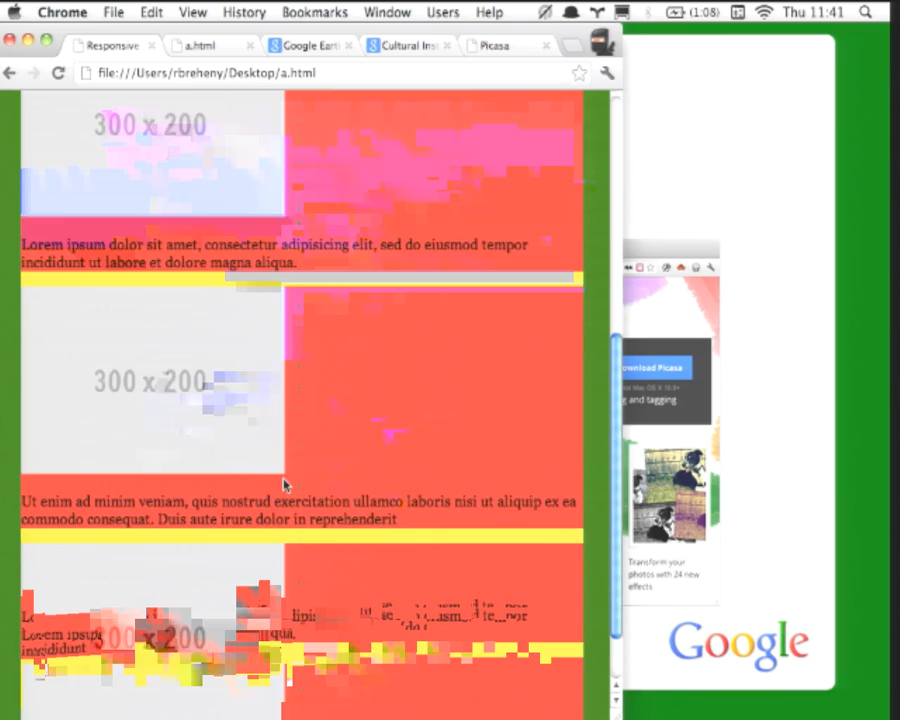 Chrome File Edit View History Bookmarks Window Users Help (1:08) Thu 11:41
Responsive a.html Google Eart Cultural Ins Picasa
file:///Users/rbreheny/Desktop/a.html
300 x 200
Lorem ipsum dolor sit amet, consectetur adipisicing elit, sed do eiusmod tempor
incididunt ut labore et dolore magna aliqua.
ownload Picasa
g and tagging
300 x 200
Ut enim ad minim veniam, quis nostrud exercitation ullamco laboris nisi ut aliquip ex ea
commodo consequat. Duis aute irure dolor in reprehenderit
Transform your
photos with 24 new
effects
300 x 200
incididunt
Google